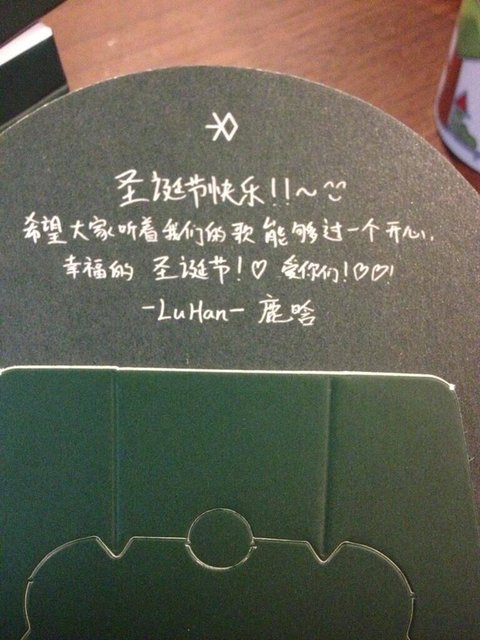 圣诞节快乐!!~
希望大家听着我们的歌能够过一个开心,
幸福的 圣诞节!♡ 爱你们!♡♡!
-LuHan- 鹿晗